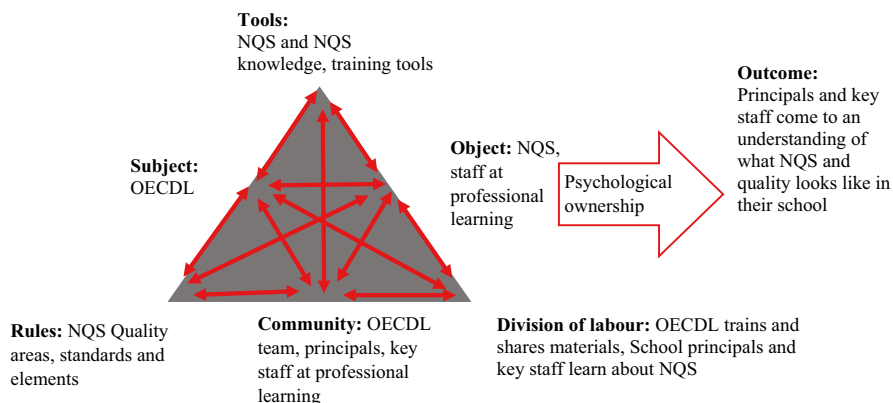 Tools:
NQS and NQS
knowledge, training tools
Outcome:
Principals and key
staff come to an
understanding of
what NQS and
quality looks like in
their school
Subject:
OECDL
Object: NQS,
staff at
professional
learning
Psychological
ownership
Rules: NQS Quality
areas, standards and
elements
Community: OECDL
team, principals, key
staff at professional
learning
Division of labour: OECDL trains and
shares materials, School principals and
key staff learn about NQS